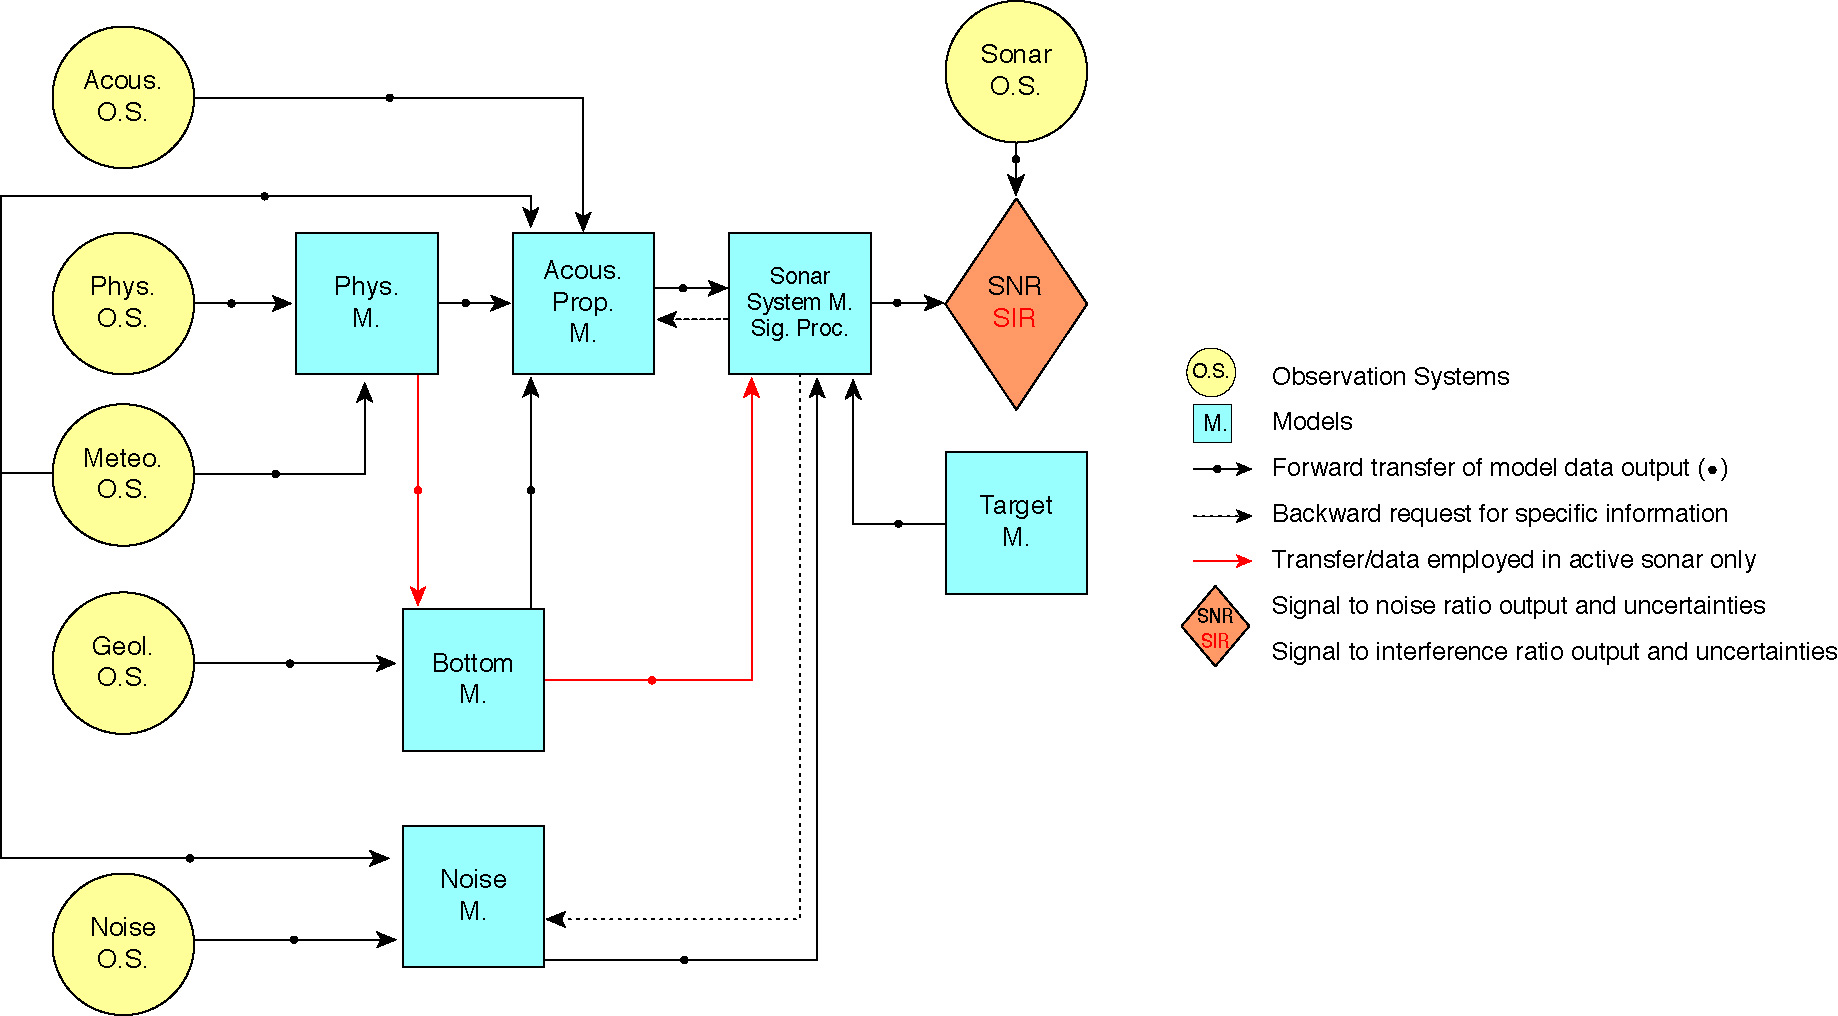 Acous.
O.S.
Sonar
O.S.
Phys.
O.S.
Phys.
M.
Acous.
Prop.
M.
Sonar
System M.
Sig. Proc.
SNR
SIR
Meteo.
O.S.
Target
M.
Geol.
O.S.
Bottom
M.
Noise
M.
Noise
O.S.
O.S.
Observation Systems
M.
Models
Forward transfer of model data output (•)
Backward request for specific information
Transfer/data employed in active sonar only
SNR
SIR
Signal to noise ratio output and uncertainties
Signal to interference ratio output and uncertainties